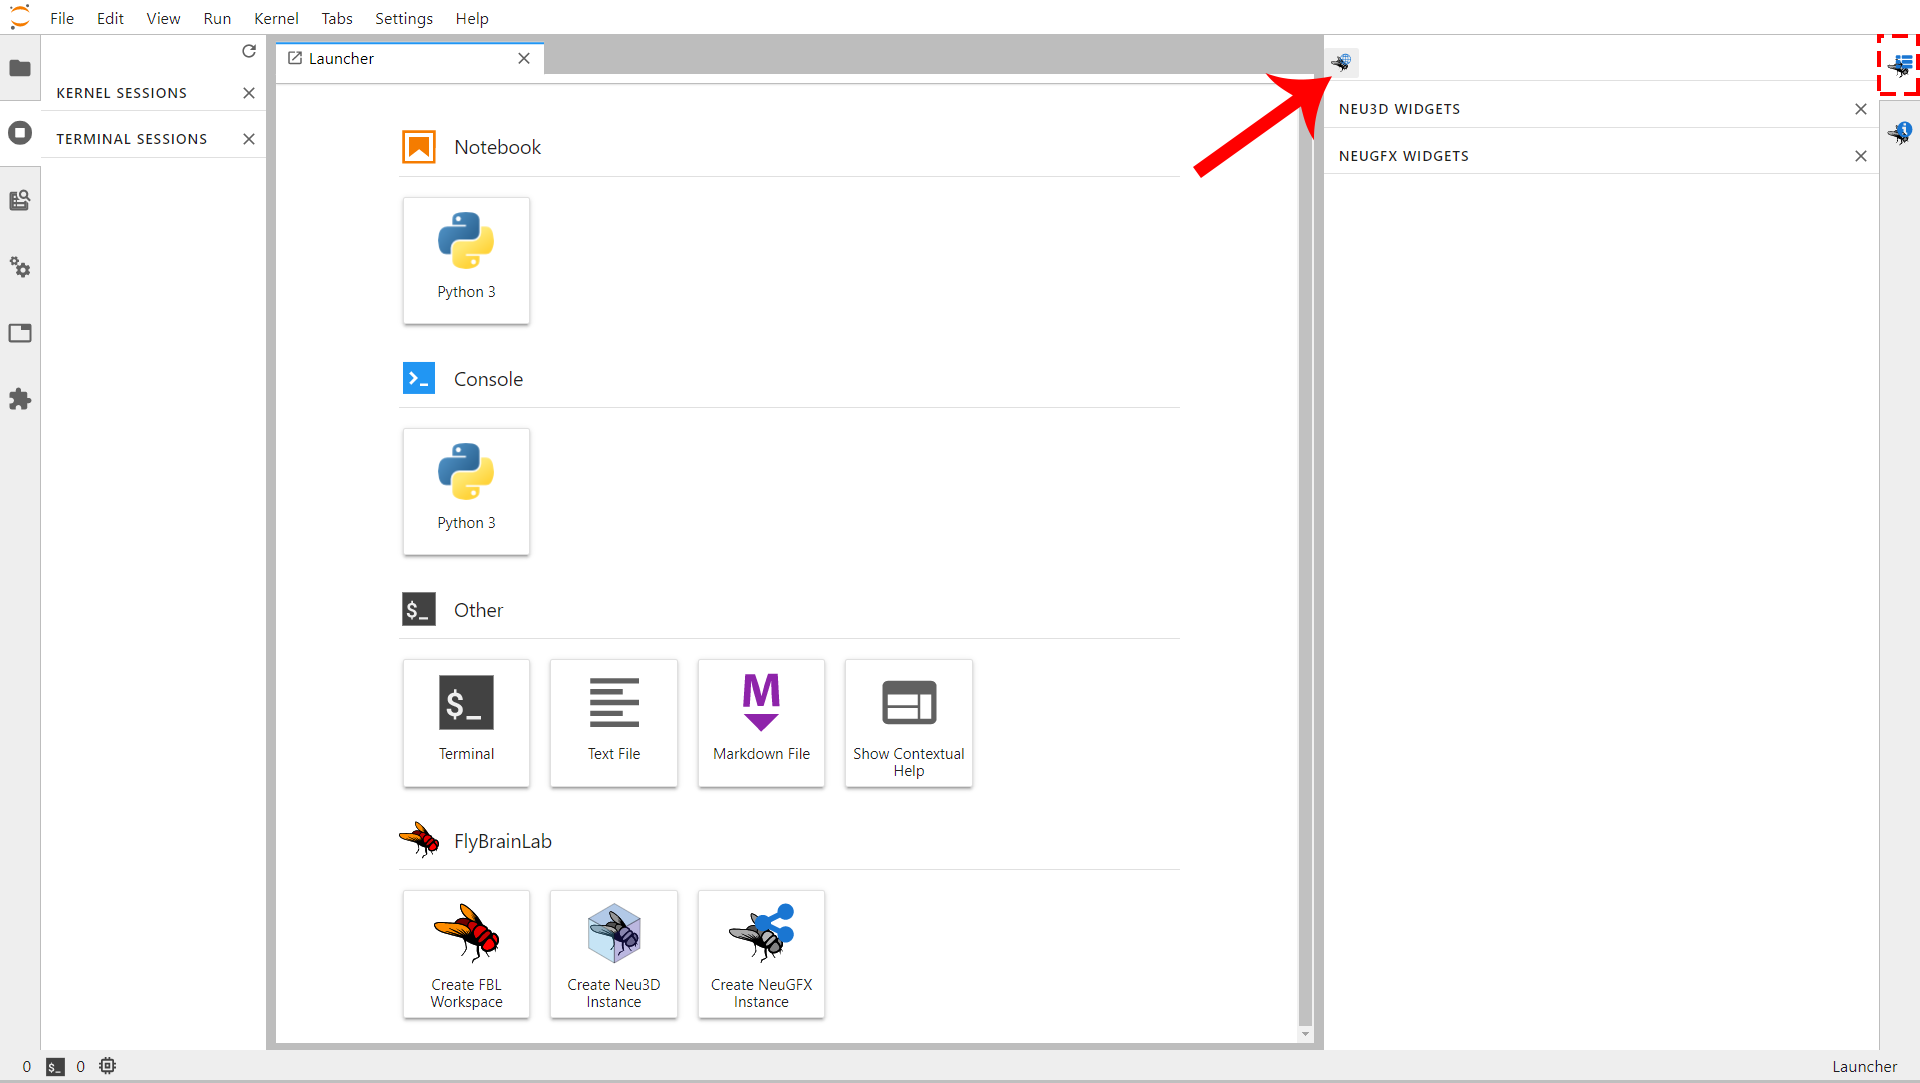 File Edit View Run Kernel Tabs Settings Help
KERNEL SESSIONS
TERMINAL SESSIONS
Launcher
Notebook
Python 3
Console
Python 3
Other
$_
$_
Terminal
Text File
M
Markdown File
Show Contextual
Help
FlyBrainLab
Create FBL
Workspace
Create Neu3D
Instance
Create NeuGFX
Instance
NEU3D WIDGETS
NEUGFX WIDGETS
0 $_ 0
Launcher